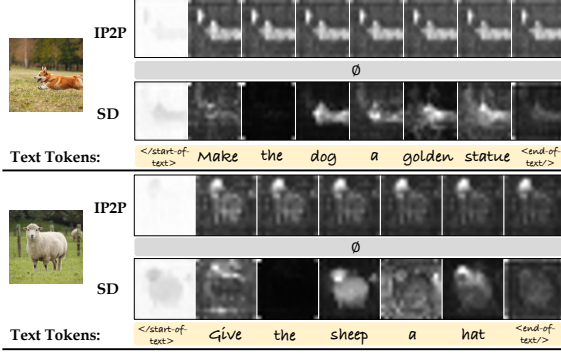 IP2P
∅
SD
Text Tokens: </start-of-text> Make the dog a golden statue <end-of-text/>
IP2P
∅
SD
Text Tokens: </start-of-text> Give the sheep a hat <end-of-text/>